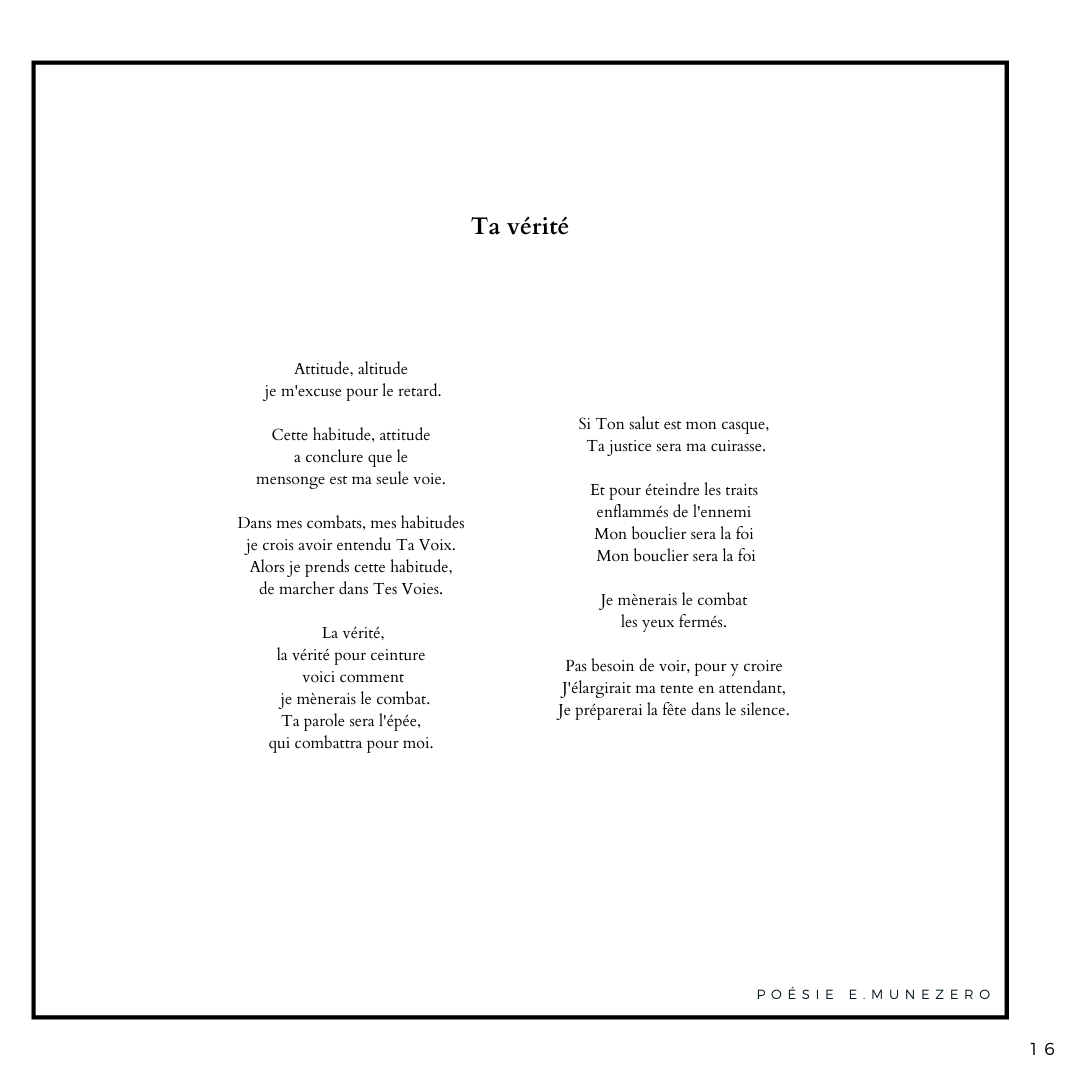 Ta vérité
Attitude, altitude
je m'excuse pour le retard.
Cette habitude, attitude
a conclure que le
mensonge est ma seule voie.
Dans mes combats, mes habitudes
je crois avoir entendu Ta Voix.
Alors je prends cette habitude,
de marcher dans Tes Voies.
La vérité,
la vérité pour ceinture
voici comment
je mènerais le combat.
Ta parole sera l'épée,
qui combattra pour moi.
Si Ton salut est mon casque,
Ta justice sera ma cuirasse.
Et pour éteindre les traits
enflammés de l'ennemi
Mon bouclier sera la foi
Mon bouclier sera la foi
Je mènerais le combat
les yeux fermés.
Pas besoin de voir, pour y croire
J'élargirait ma tente en attendant,
Je préparerai la fête dans le silence.
POÉSIE E.MUNEZERO
16